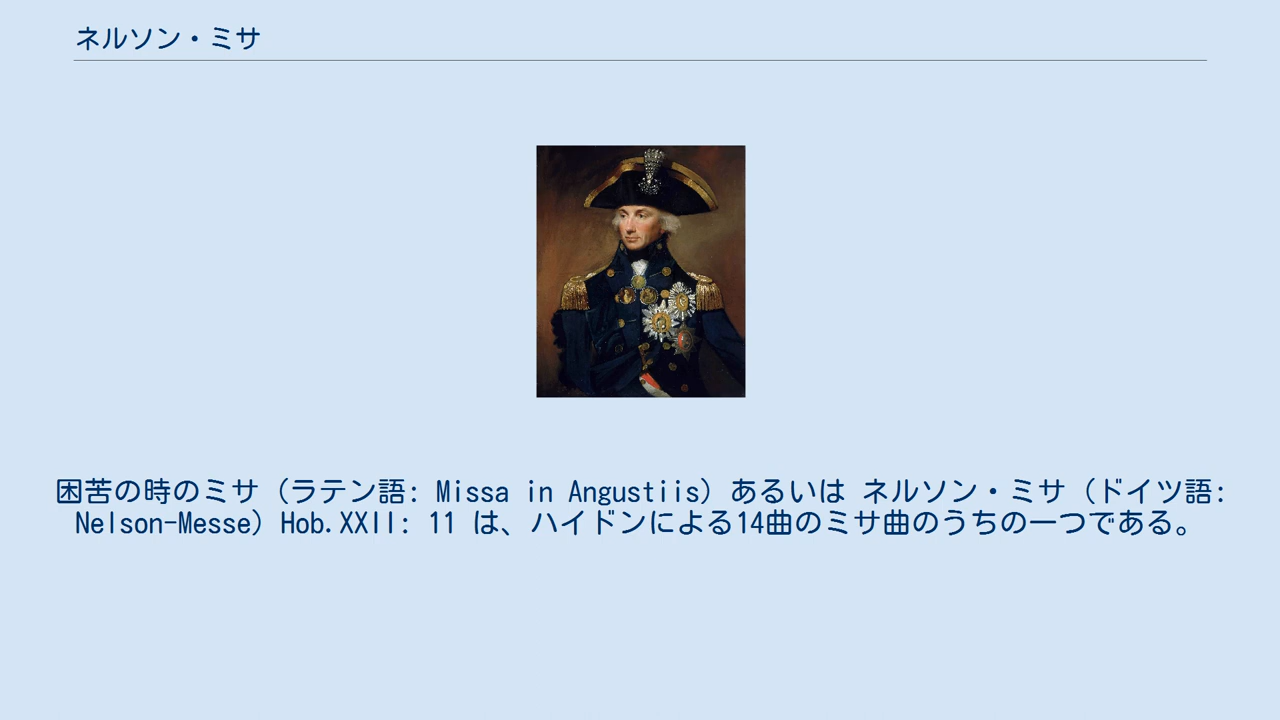 ネルソン・ミサ
困苦の時のミサ（ラテン語: Missa in Angustiis）あるいは ネルソン・ミサ（ドイツ語:
Nelson-Messe）Hob.XXII: 11 は、ハイドンによる14曲のミサ曲のうちの一つである。